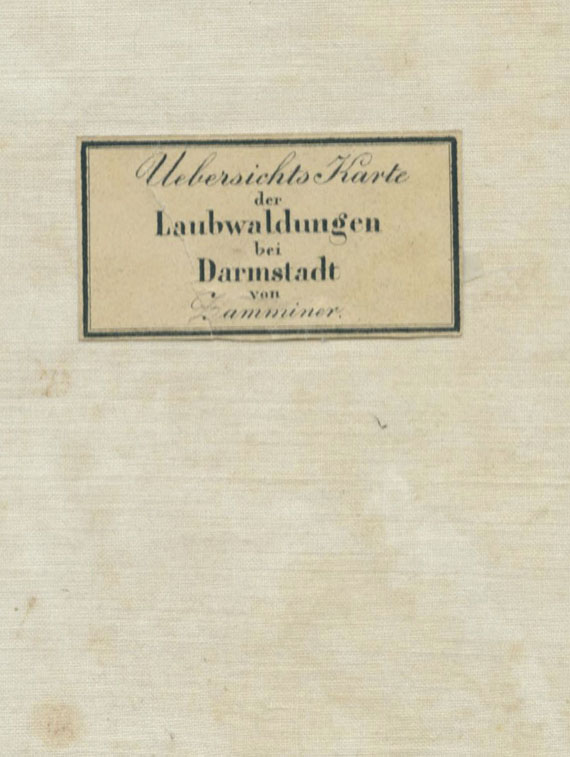 Uebersichts Karte
der
Laubwaldungen
bei
Darmstadt
von
Zamminer.